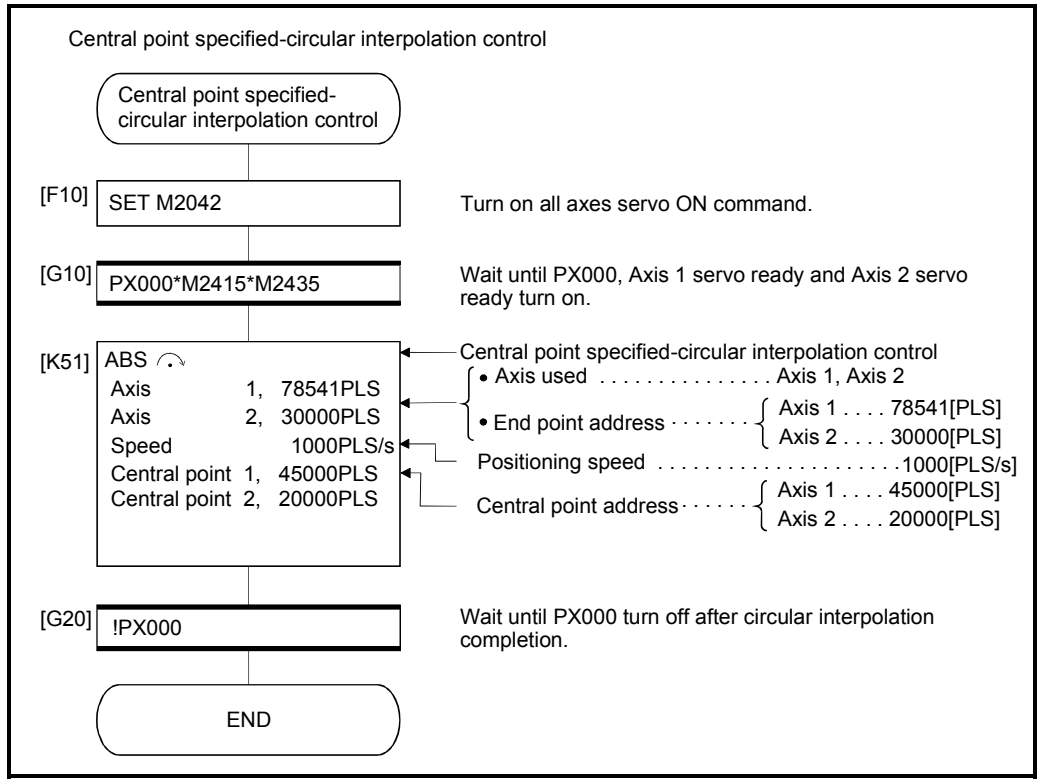 Central point specified-circular interpolation control
Central point specified-
circular interpolation control
[F10] SET M2042
Turn on all axes servo ON command.
[G10] PX000*M2415*M2435
Wait until PX000, Axis 1 servo ready and Axis 2 servo
ready turn on.
[K51] ABS
Axis 1, 78541PLS
Axis 2, 30000PLS
Speed 1000PLS/s
Central point 1, 45000PLS
Central point 2, 20000PLS
Central point specified-circular interpolation control
• Axis used . . . . . . . . . . . . . . . Axis 1, Axis 2
• End point address · · · · · · Axis 1 . . . . 78541[PLS]
Axis 2 . . . . 30000[PLS]
Positioning speed . . . . . . . . . . . . . . . . . . . . . . 1000[PLS/s]
Central point address · · · · · · Axis 1 . . . . 45000[PLS]
Axis 2 . . . . 20000[PLS]
[G20] !PX000
Wait until PX000 turn off after circular interpolation
completion.
END